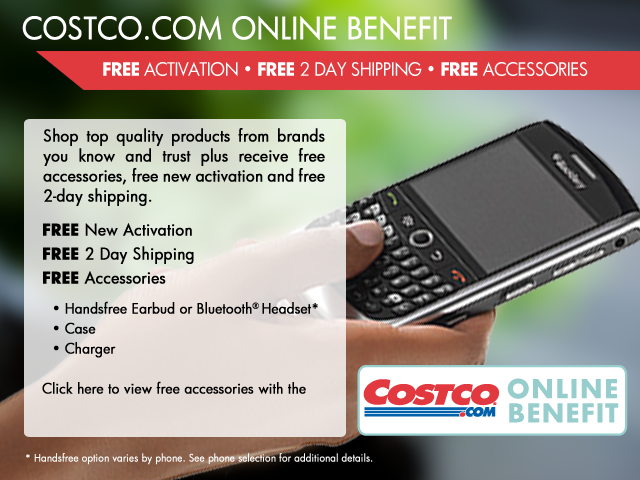 COSTCO.COM ONLINE BENEFIT
FREE ACTIVATION • FREE 2 DAY SHIPPING • FREE ACCESSORIES
Shop top quality products from brands
you know and trust plus receive free
accessories, free new activation and free
2-day shipping.
FREE New Activation
FREE 2 Day Shipping
FREE Accessories
• Handsfree Earbud or Bluetooth® Headset*
• Case
• Charger
Click here to view free accessories with the
BlackBerry
COSTCO
.COM
ONLINE
BENEFIT
* Handsfree option varies by phone. See phone selection for additional details.